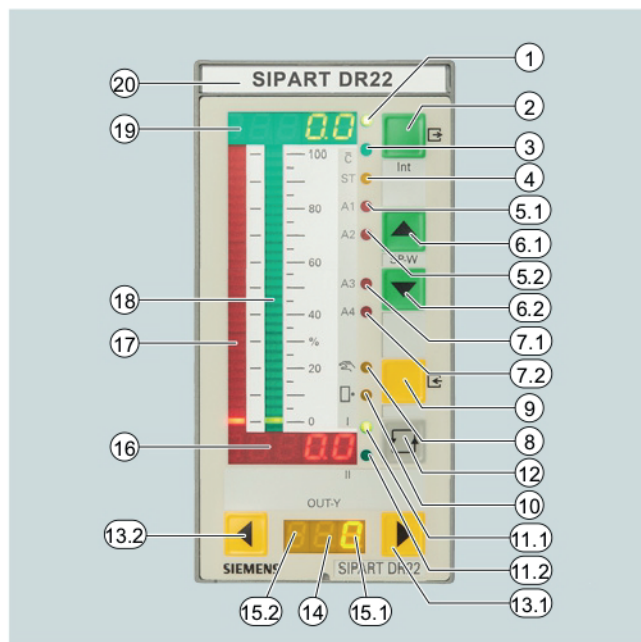 SIPART DR22
20
1
2
19
0.0
3
Int
100
C
ST
4
80
A1
5.1
A2
6.1
60
SP-W
5.2
18
A3
6.2
17
40
A4
7.1
%
7.2
20
9
0
I
8
16
0.0
12
II
10
OUT-Y
11.1
13.2
11.2
SIEMENS
SIPART DR22
13.1
15.2
14
15.1